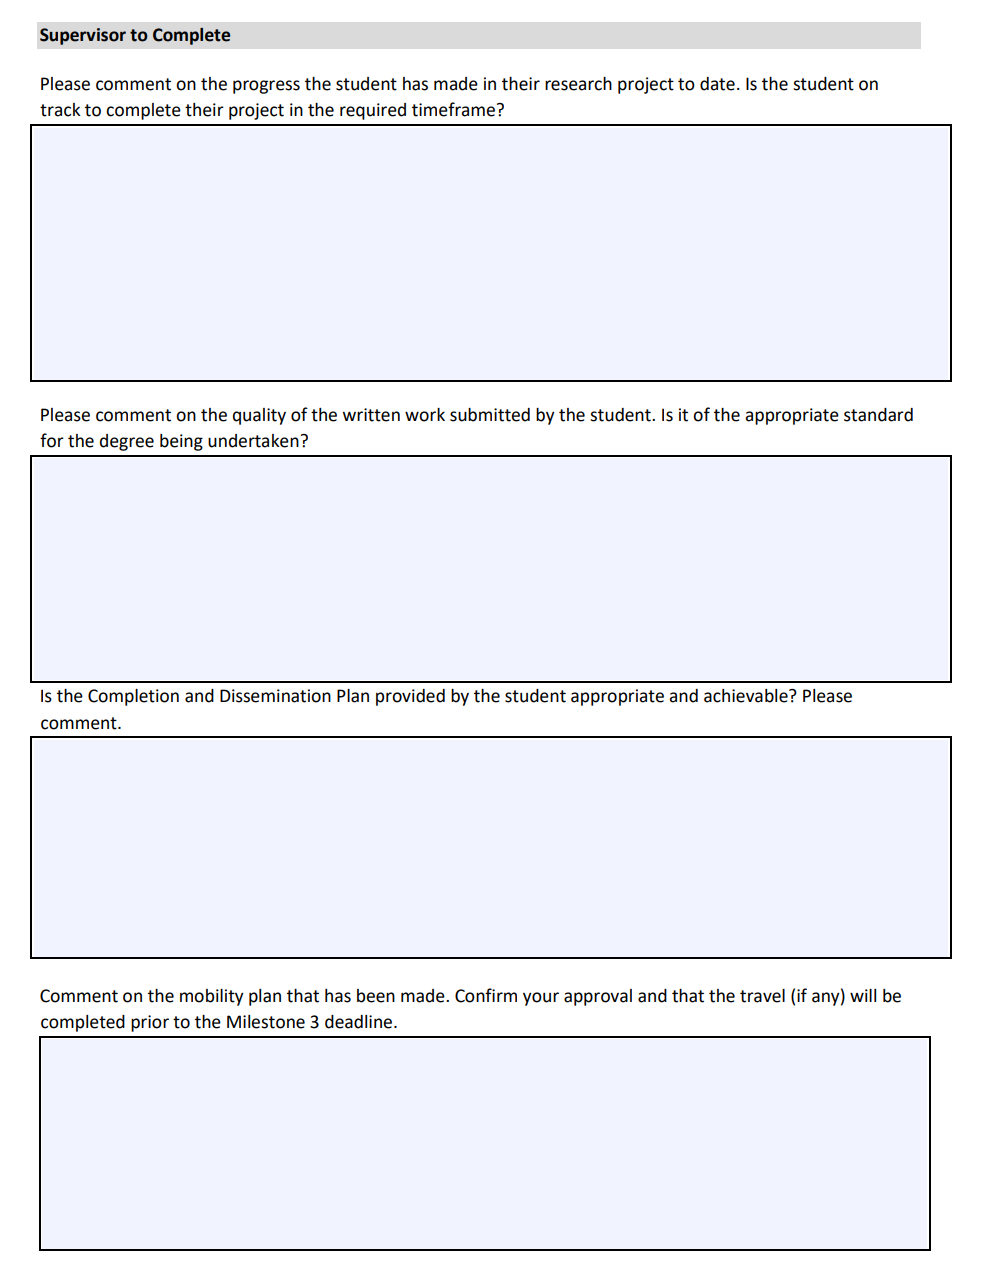 Supervisor to Complete
Please comment on the progress the student has made in their research project to date. Is the student on
track to complete their project in the required timeframe?
Please comment on the quality of the written work submitted by the student. Is it of the appropriate standard
for the degree being undertaken?
Is the Completion and Dissemination Plan provided by the student appropriate and achievable? Please
comment.
Comment on the mobility plan that has been made. Confirm your approval and that the travel (if any) will be
completed prior to the Milestone 3 deadline.